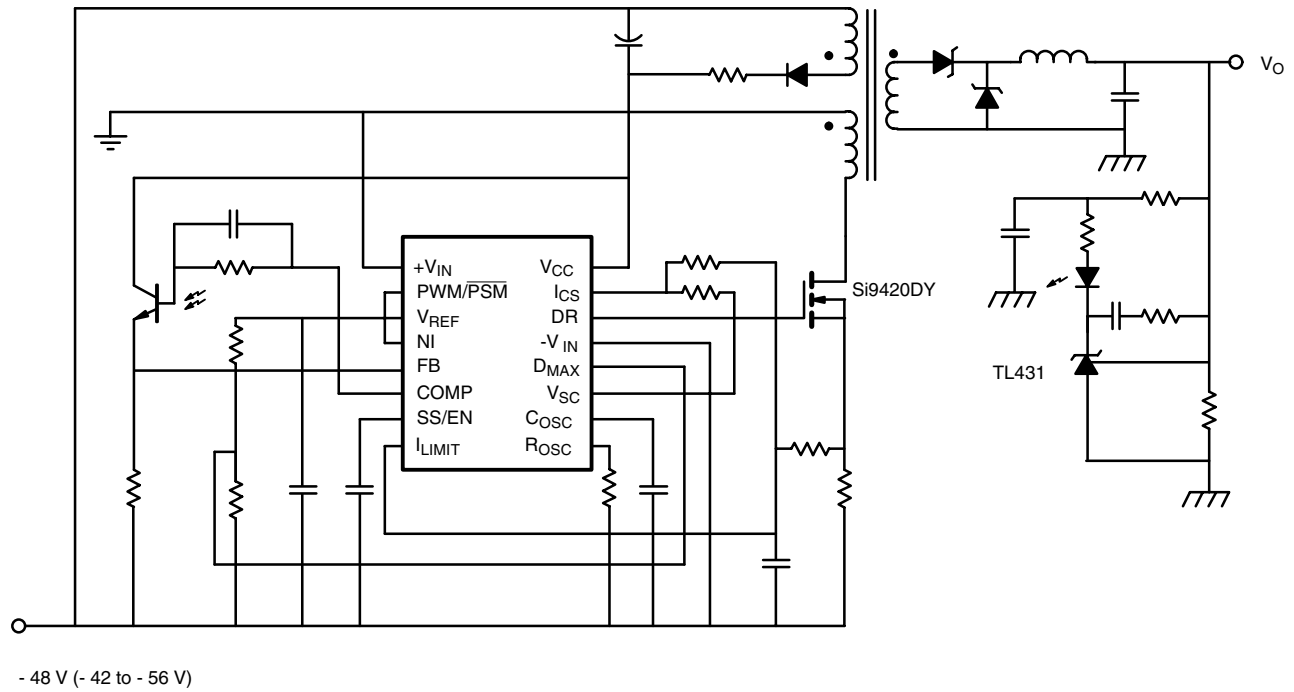 V_O
+V_IN
PWM/P̅S̅M̅
V_REF
NI
FB
COMP
SS/EN
I_LIMIT
V_CC
I_CS
DR
-V_IN
D_MAX
V_SC
C_OSC
R_OSC
Si9420DY
TL431
- 48 V (- 42 to - 56 V)